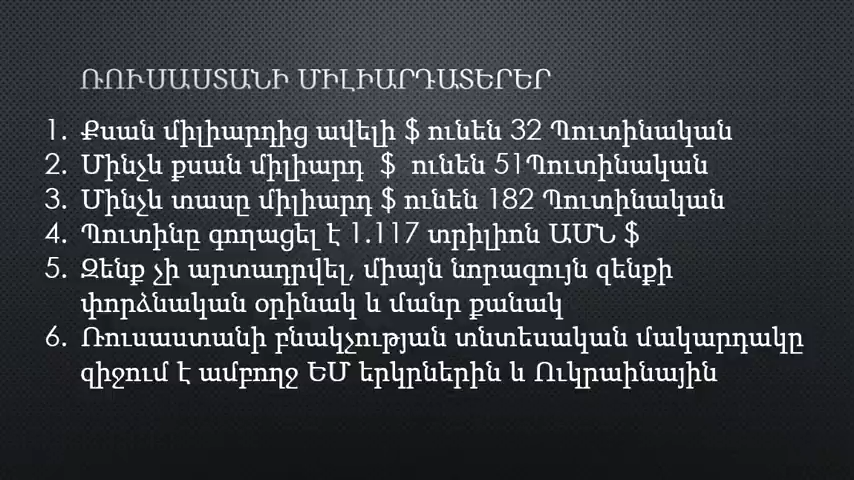 ՌՈՒՍԱՍՏԱՆԻ ՄԻԼԻԱՐԴԱՏԵՐԵՐ
1. Քսան միլիարդից ավելի $ ունեն 32 Պուտինական
2. Մինչև քսան միլիարդ $ ունեն 51Պուտինական
3. Մինչև տասը միլիարդ $ ունեն 182 Պուտինական
4. Պուտինը գողացել է 1.117 տրիլիոն ԱՄՆ $
5. Զենք չի արտադրվել, միայն նորագույն զենքի
փորձնական օրինակ և մանր քանակ
6. Ռուսաստանի բնակչության տնտեսական մակարդակը
զիջում է ամբողջ ԵՄ երկրներին և Ուկրաինային